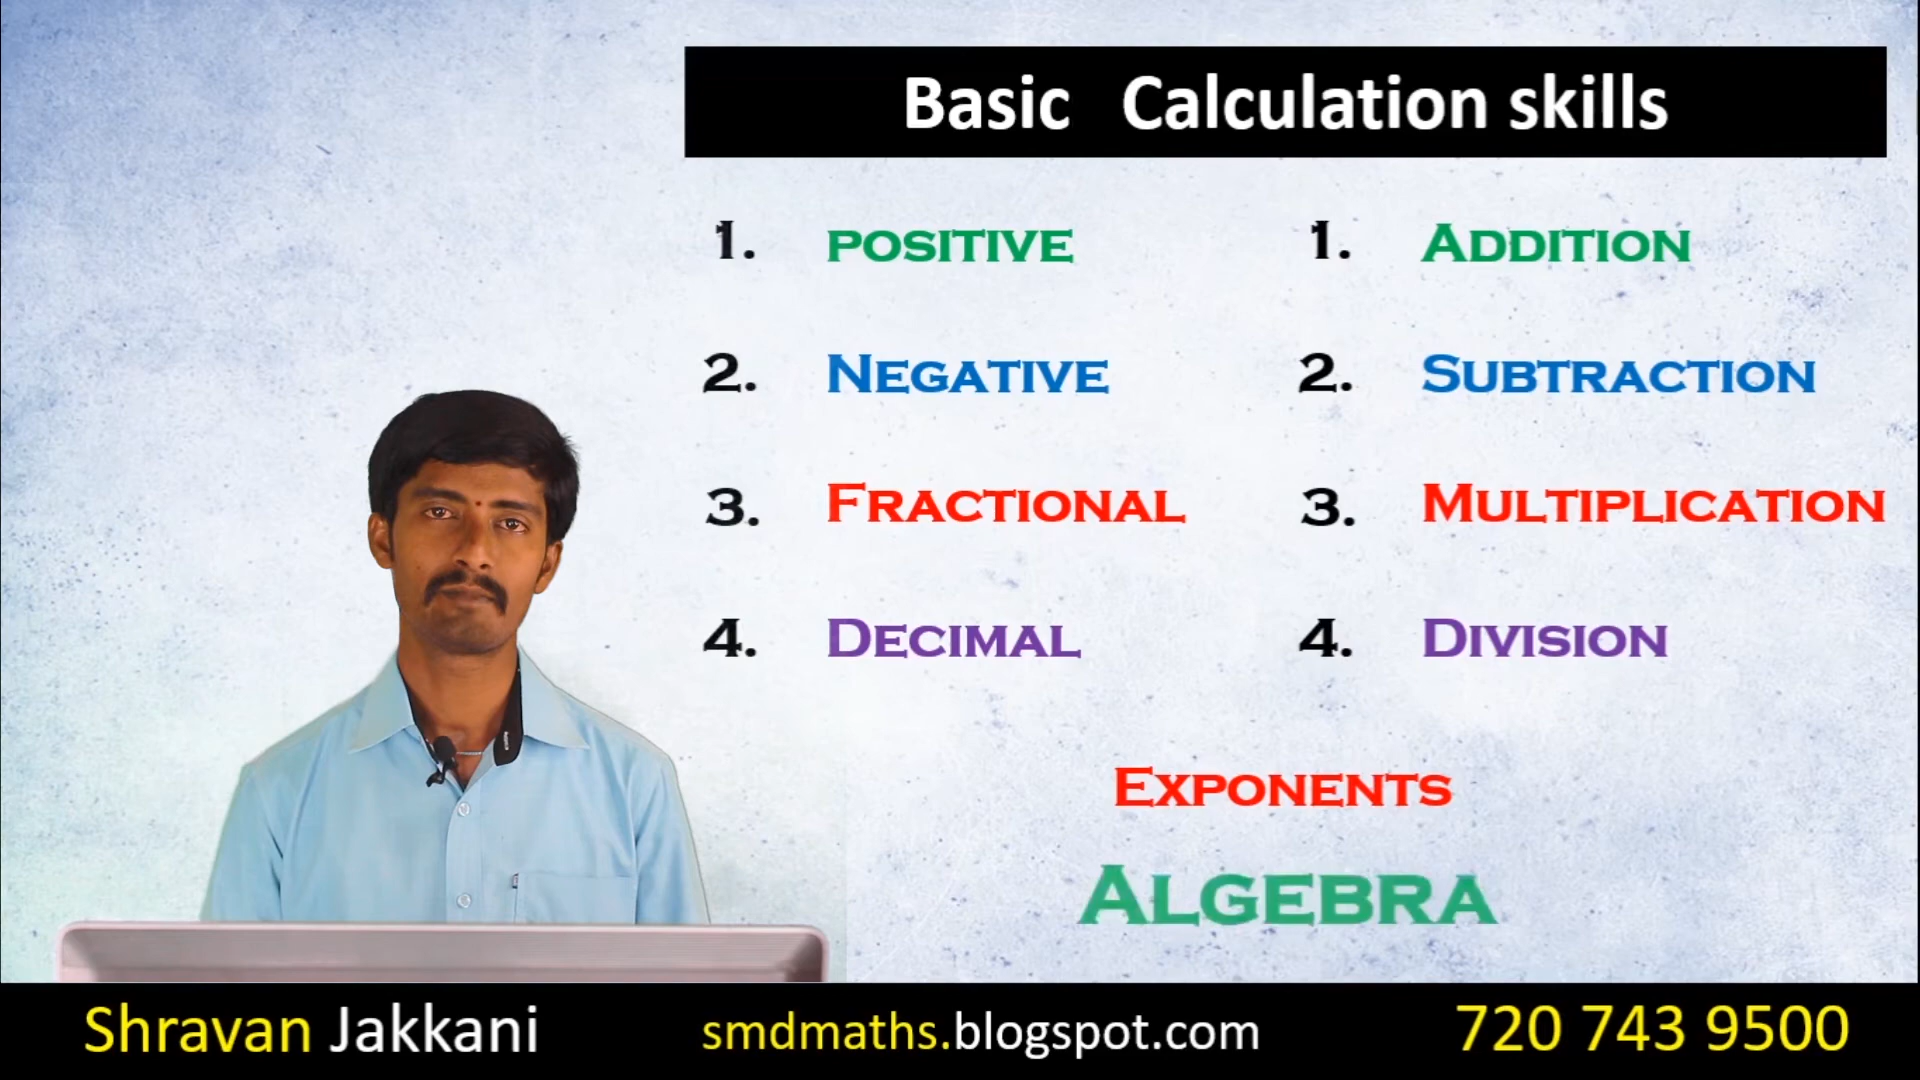 Basic Calculation skills
1. POSITIVE
2. NEGATIVE
3. FRACTIONAL
4. DECIMAL
1. ADDITION
2. SUBTRACTION
3. MULTIPLICATION
4. DIVISION
EXPONENTS
ALGEBRA
Shravan Jakkani
smdmaths.blogspot.com
720 743 9500